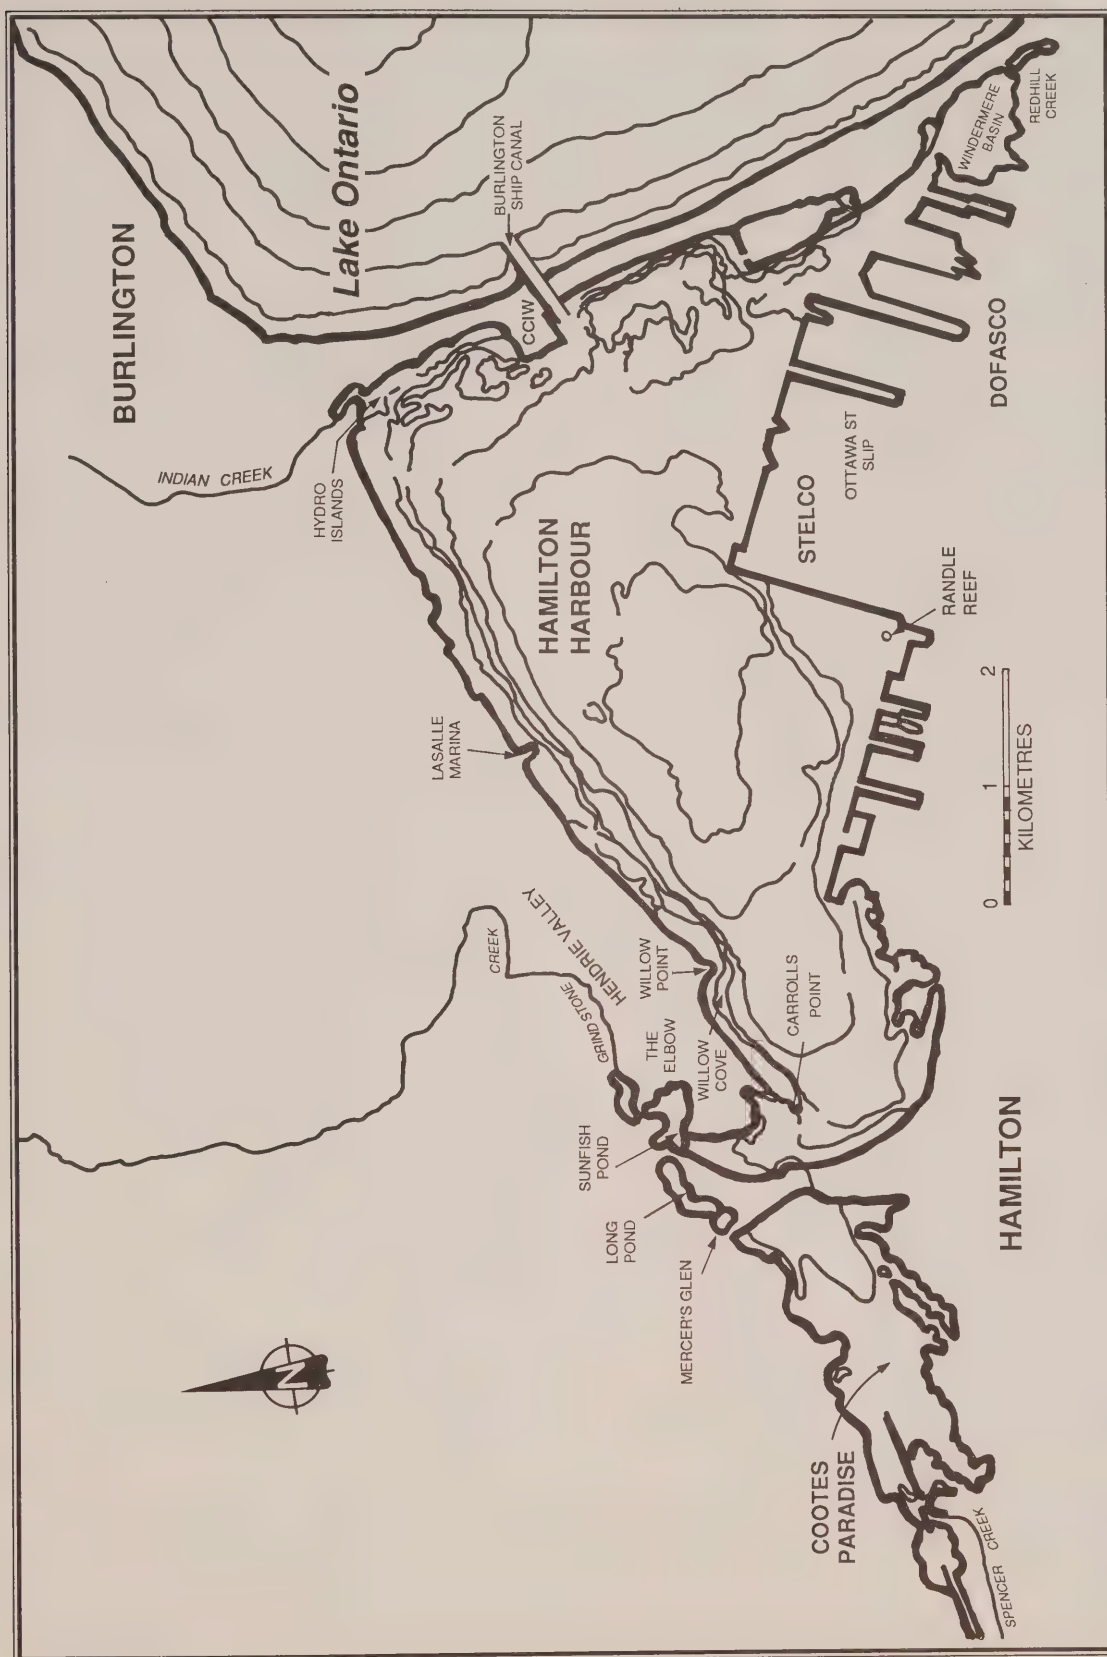 BURLINGTON
Lake Ontario
BURLINGTON
SHIP CANAL
CCIW
INDIAN CREEK
HYDRO
ISLANDS
WINDERMERE
BASIN
REDHILL
CREEK
HAMILTON
HARBOUR
LASALLE
MARINA
STELCO
OTTAWA ST
SLIP
DOFASCO
RANDLE
REEF
GRINDSTONE
CREEK
HENDRIE VALLEY
WILLOW
POINT
THE
ELBOW
WILLOW
COVE
CARROLLS
POINT
SUNFISH
POND
LONG
POND
MERCER'S GLEN
HAMILTON
COOTES
PARADISE
SPENCER CREEK
N
0 1 2
KILOMETRES